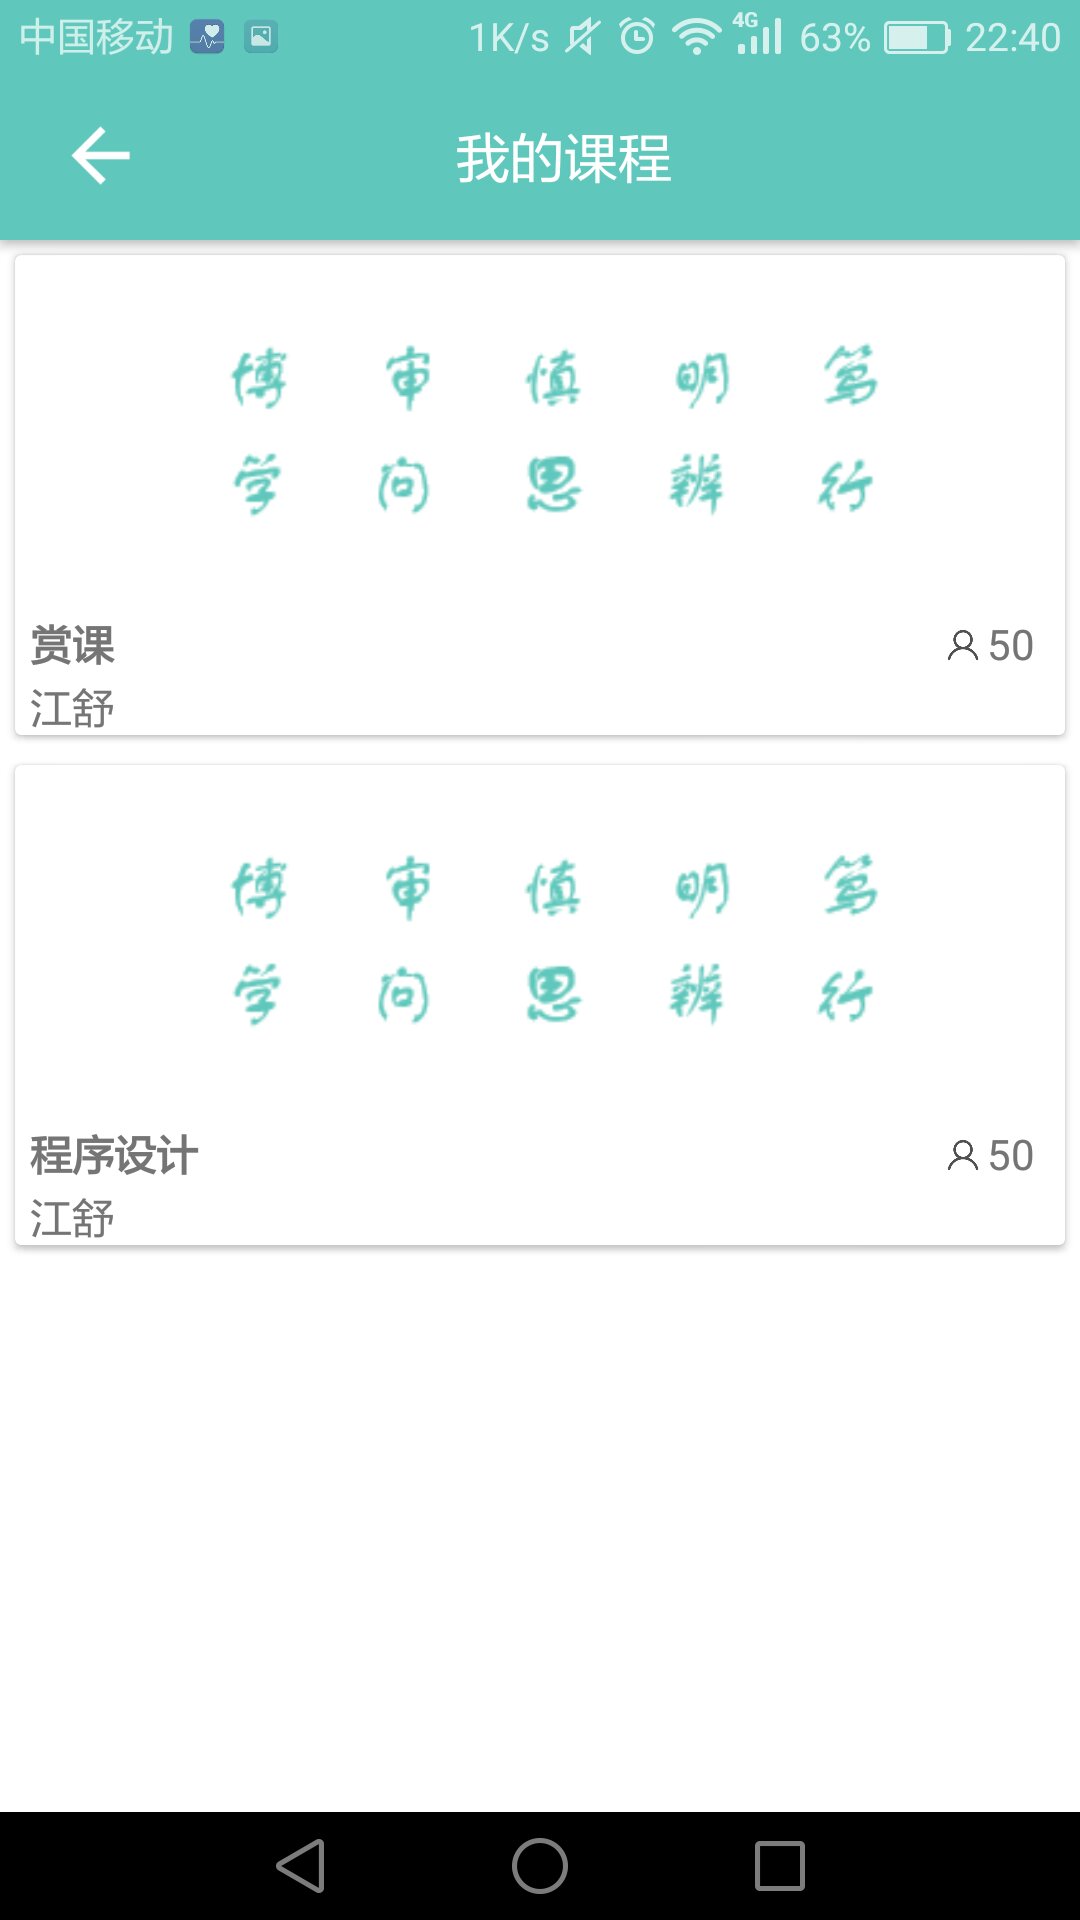 中国移动 1K/s 4G 63% 22:40
我的课程
博 审 慎 明 笃
学 问 思 辨 行
赏课 50
江舒
博 审 慎 明 笃
学 问 思 辨 行
程序设计 50
江舒